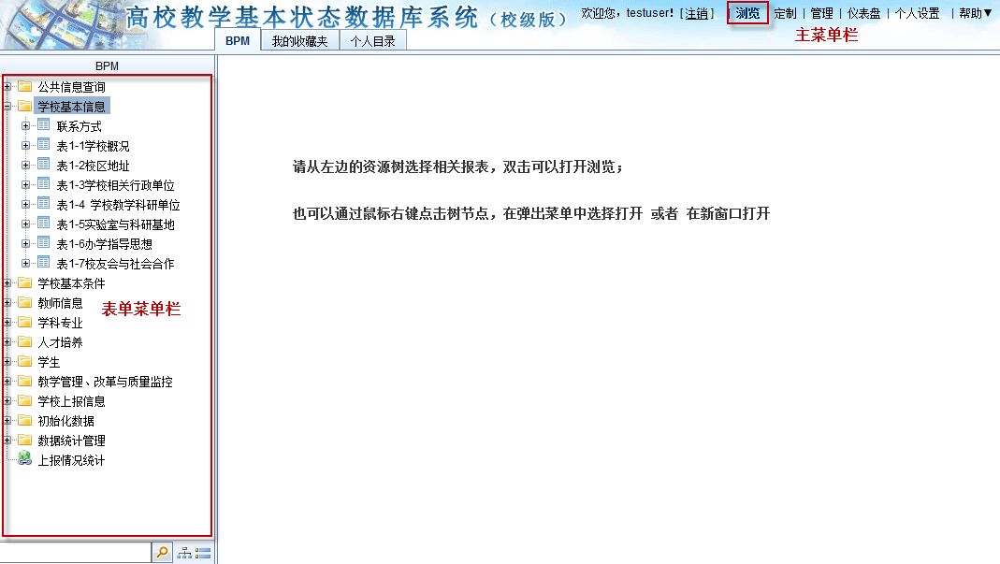 高校教学基本状态数据库系统（校级版）
欢迎您，testuser! [注销] | 浏览 | 定制 | 管理 | 仪表盘 | 个人设置 | 帮助▼
主菜单栏
BPM 我的收藏夹 个人目录
BPM
公共信息查询
学校基本信息
联系方式
表1-1学校概况
表1-2校区地址
表1-3学校相关行政单位
表1-4 学校教学科研单位
表1-5实验室与科研基地
表1-6办学指导思想
表1-7校友会与社会合作
学校基本条件
教师信息
表单菜单栏
学科专业
人才培养
学生
教学管理、改革与质量监控
学校上报信息
初始化数据
数据统计管理
上报情况统计
请从左边的资源树选择相关报表，双击可以打开浏览；
也可以通过鼠标右键点击树节点，在弹出菜单中选择打开 或者 在新窗口打开